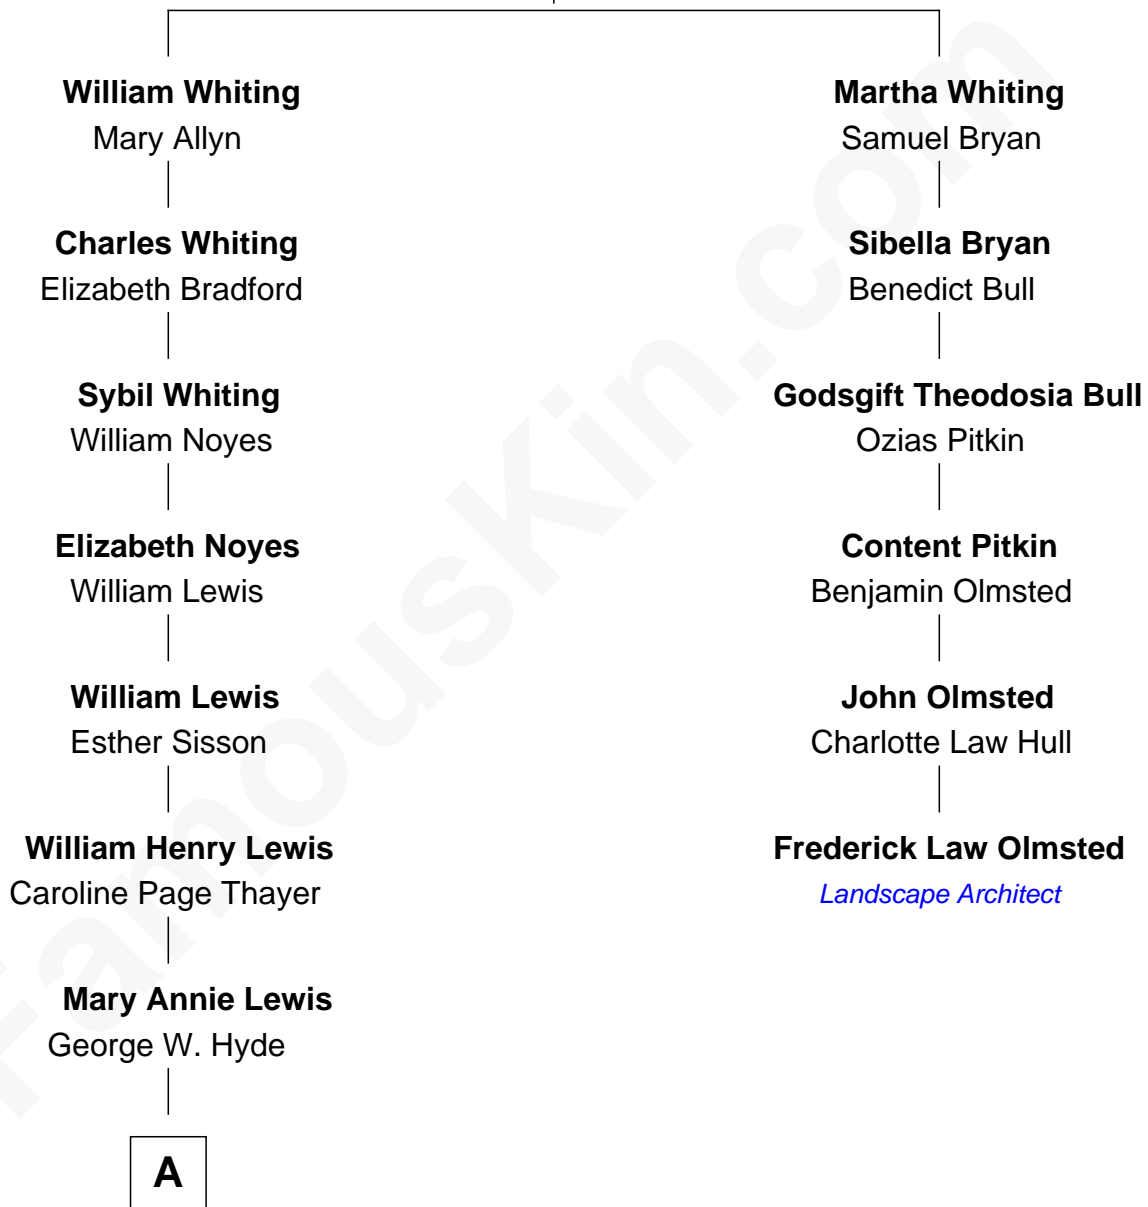 William Whiting
Mary Allyn
Charles Whiting
Elizabeth Bradford
Sybil Whiting
William Noyes
Elizabeth Noyes
William Lewis
William Lewis
Esther Sisson
William Henry Lewis
Caroline Page Thayer
Mary Annie Lewis
George W. Hyde
A
Martha Whiting
Samuel Bryan
Sibella Bryan
Benedict Bull
Godsgift Theodosia Bull
Ozias Pitkin
Content Pitkin
Benjamin Olmsted
John Olmsted
Charlotte Law Hull
Frederick Law Olmsted
Landscape Architect
FamousKin.com